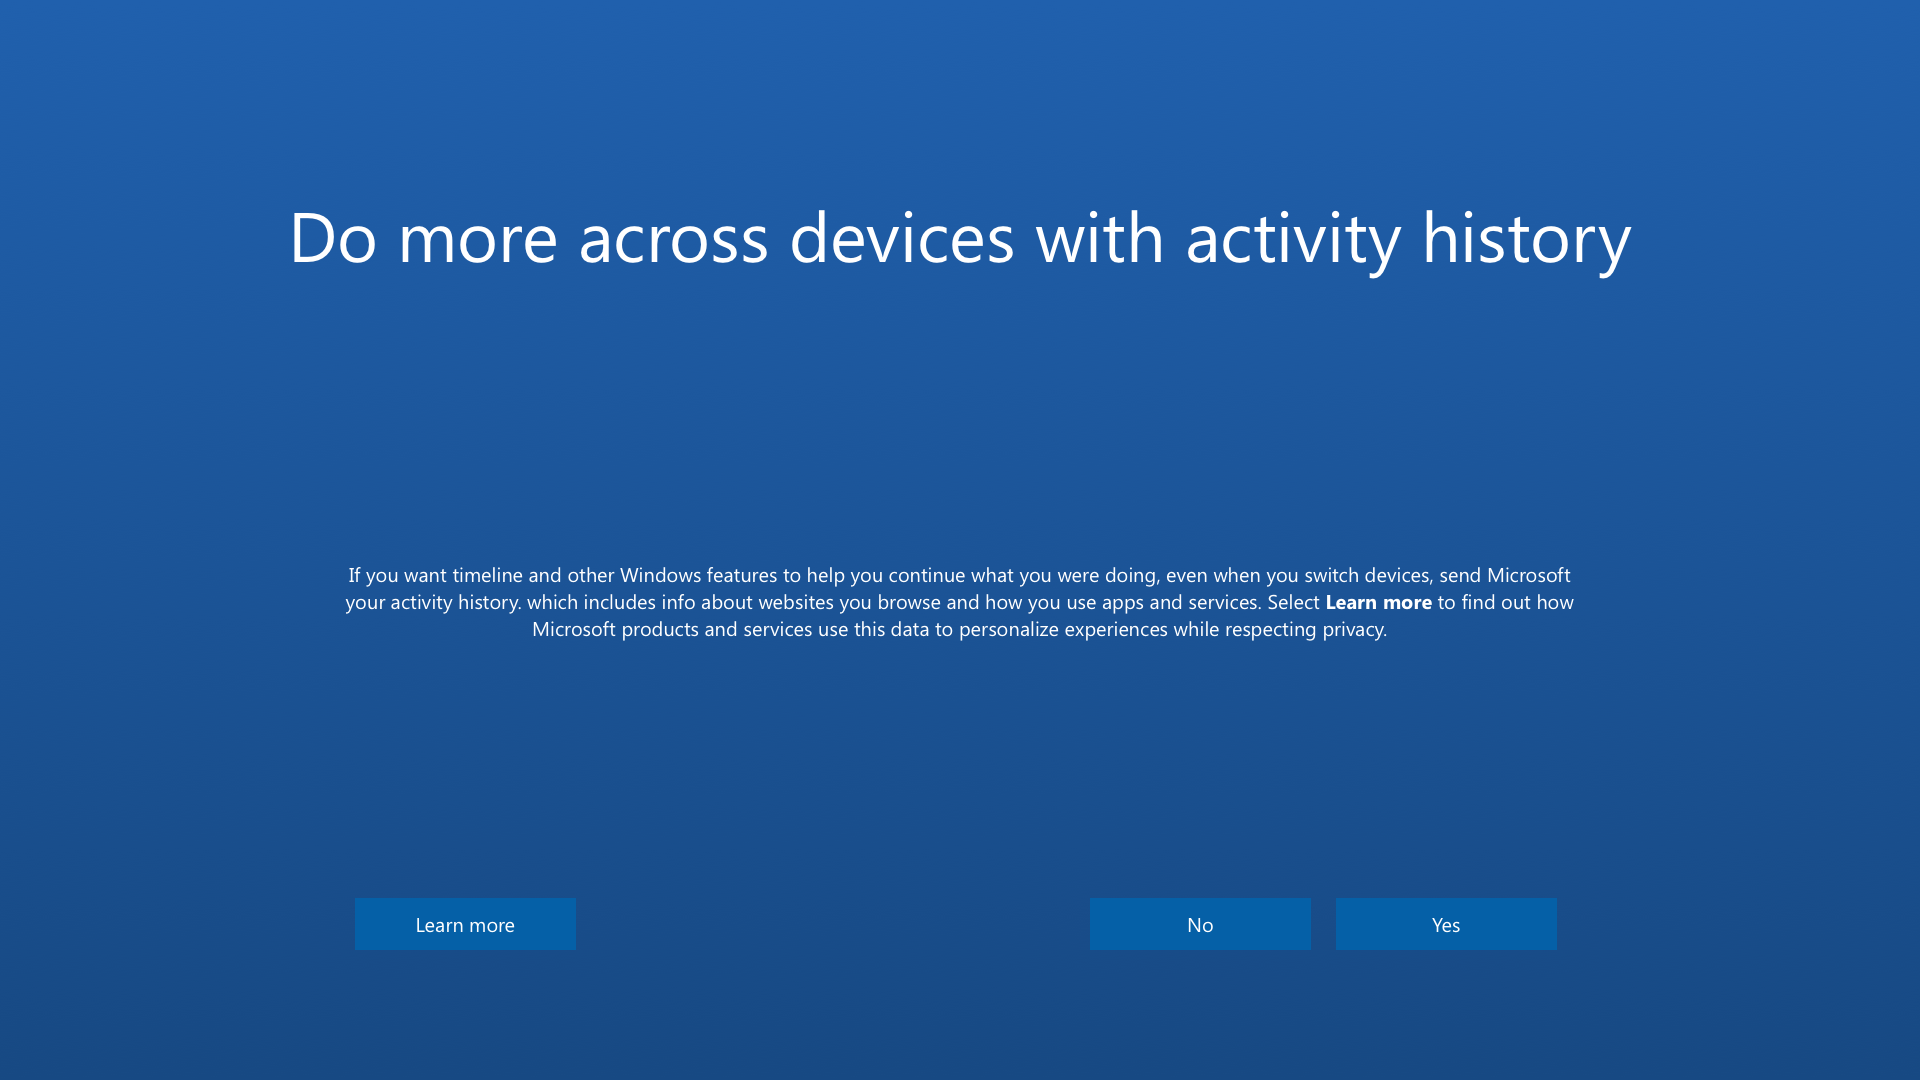 Do more across devices with activity history
If you want timeline and other Windows features to help you continue what you were doing, even when you switch devices, send Microsoft
your activity history. which includes info about websites you browse and how you use apps and services. Select Learn more to find out how
Microsoft products and services use this data to personalize experiences while respecting privacy.
Learn more
No
Yes